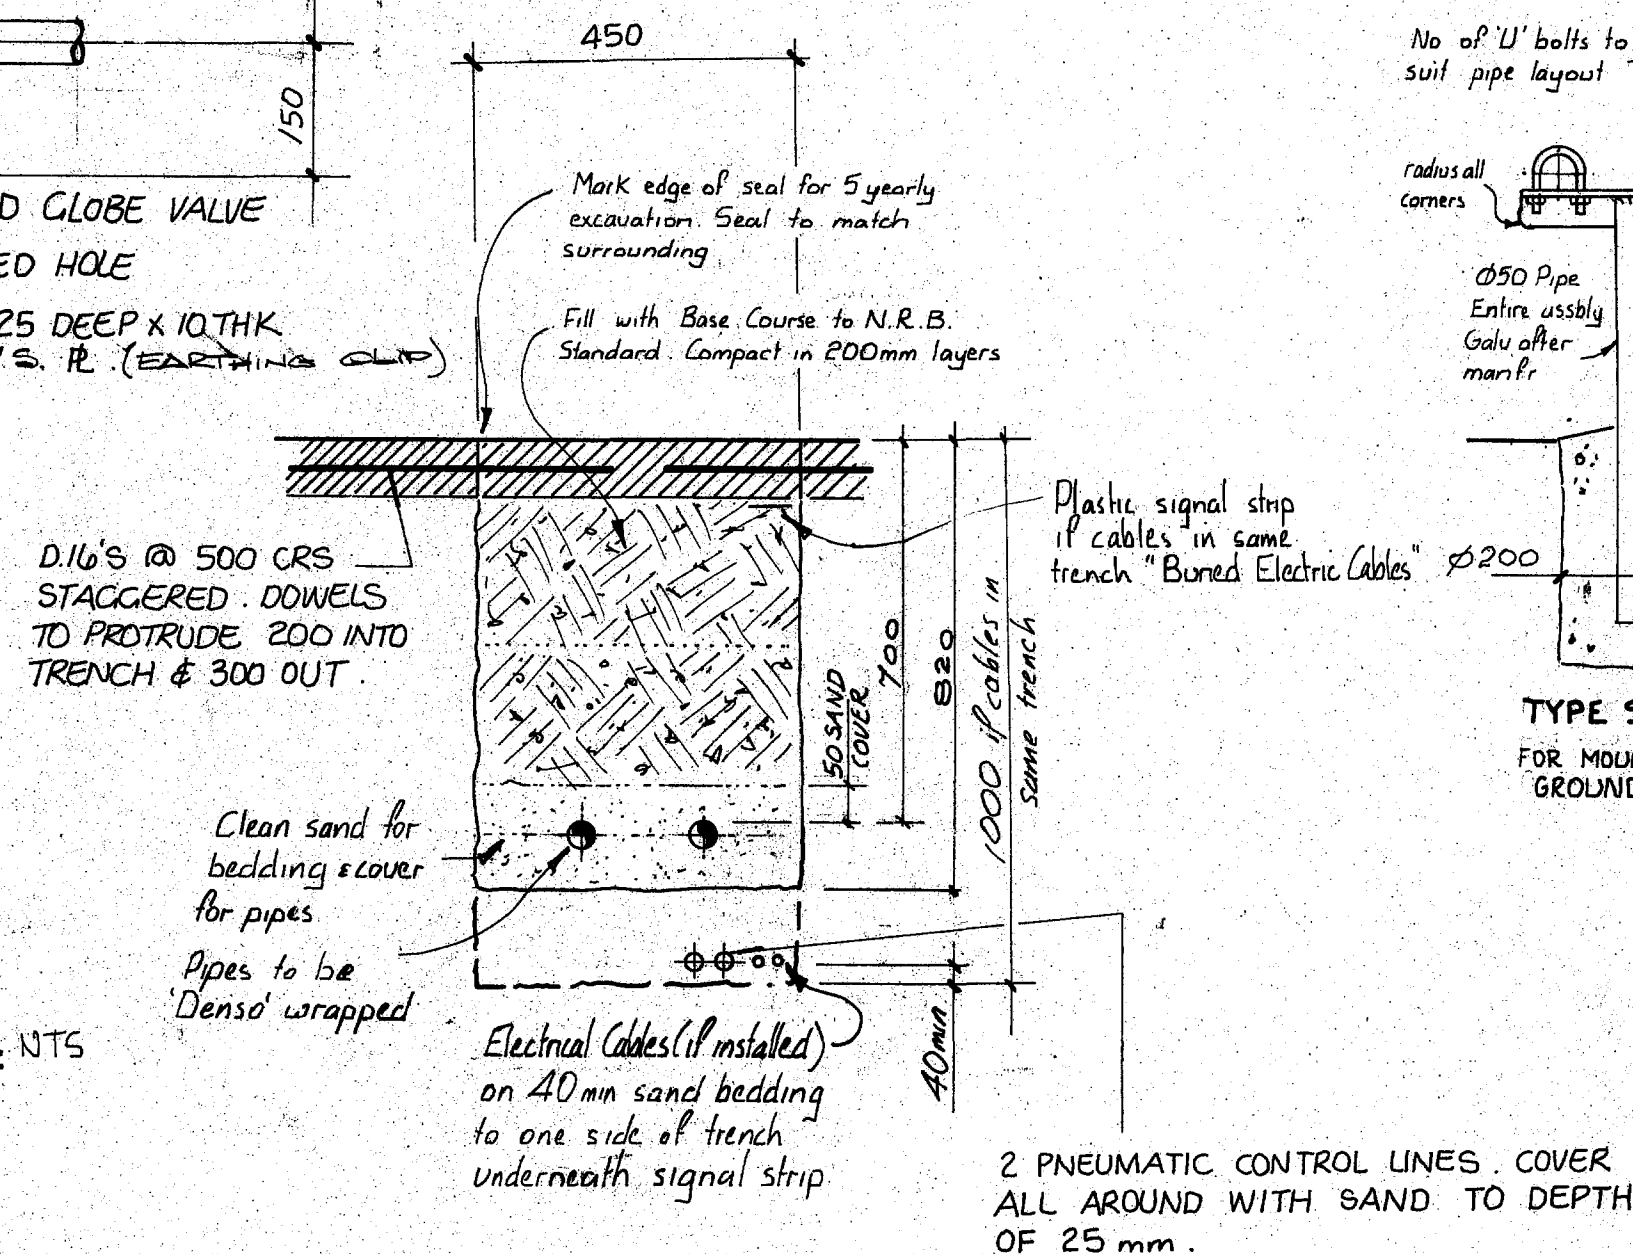 450
150
D GLOBE VALVE
ED HOLE
25 DEEP X 10 THK
'S. PL. (EARTHING CLIP)
Mark edge of seal for 5 yearly
excavation. Seal to match
surrounding
Fill with Base Course to N.R.B.
Standard. Compact in 200mm layers
No of 'U' bolts to
suit pipe layout
radius all
corners
Ø50 Pipe
Entire assbly
Galv after
manfr
Plastic signal strip
if cables in same
trench "Buried Electric Cables"
Ø200
D.16'S @ 500 CRS
STAGGERED. DOWELS
TO PROTRUDE 200 INTO
TRENCH & 300 OUT.
50 SAND
COVER
700
820
1000 if cables in
same trench
TYPE S
FOR MOU
GROUND
Clean sand for
bedding & cover
for pipes
Pipes to be
'Denso' wrapped
. NTS
Electrical Cables (if installed)
on 40 min sand bedding
to one side of trench
underneath signal strip
40 min
2 PNEUMATIC CONTROL LINES. COVER
ALL AROUND WITH SAND TO DEPTH
OF 25 mm.